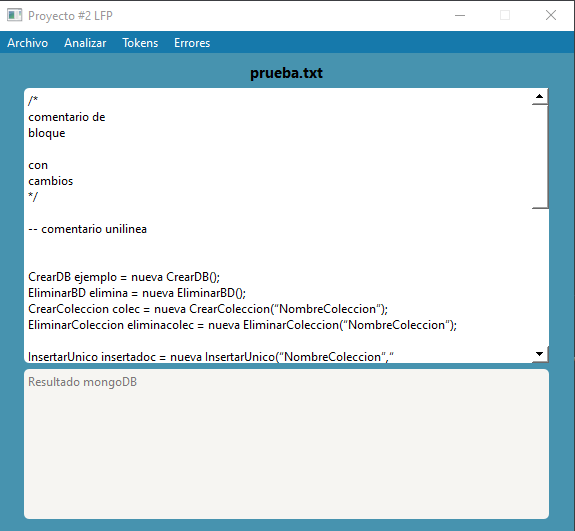 Proyecto #2 LFP
Archivo Analizar Tokens Errores
prueba.txt
/*
comentario de
bloque
con
cambios
*/
-- comentario unilinea
CrearDB ejemplo = nueva CrearDB();
EliminarBD elimina = nueva EliminarBD();
CrearColeccion colec = nueva CrearColeccion(“NombreColeccion”);
EliminarColeccion eliminacolec = nueva EliminarColeccion(“NombreColeccion”);
InsertarUnico insertadoc = nueva InsertarUnico(“NombreColeccion”,“
Resultado mongoDB